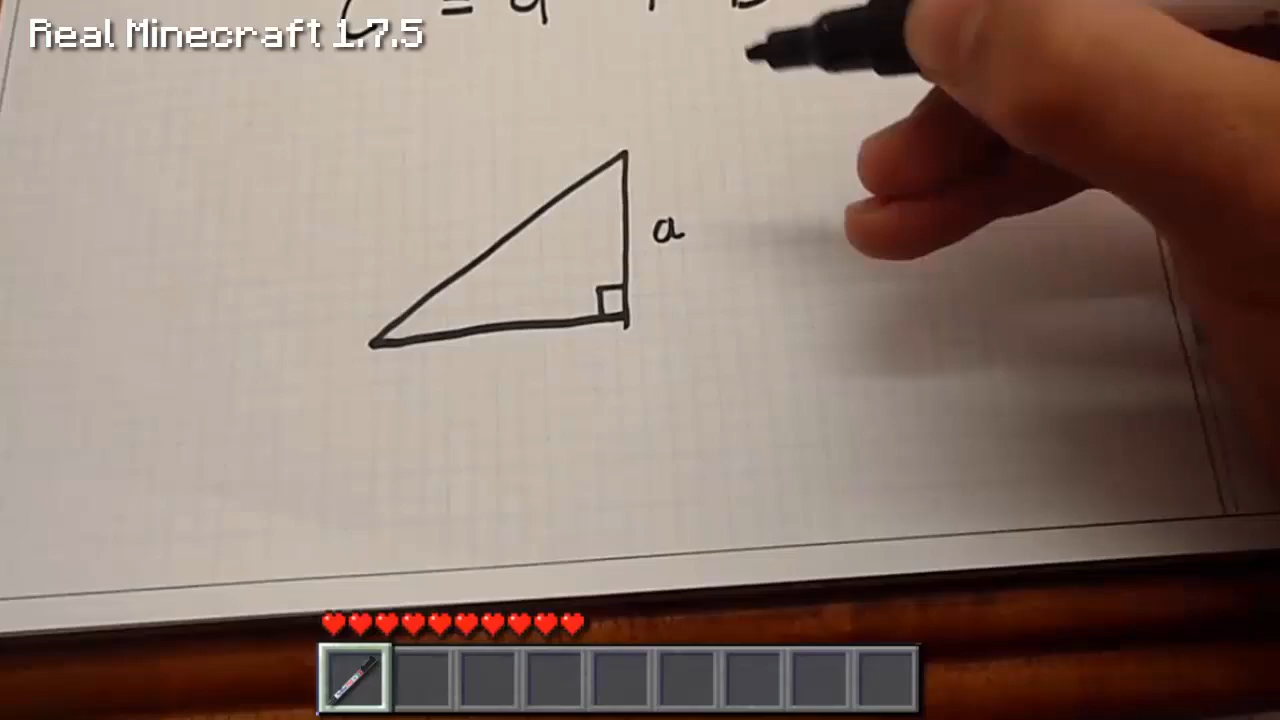 Real Minecraft 1.7.5
= a + b
a